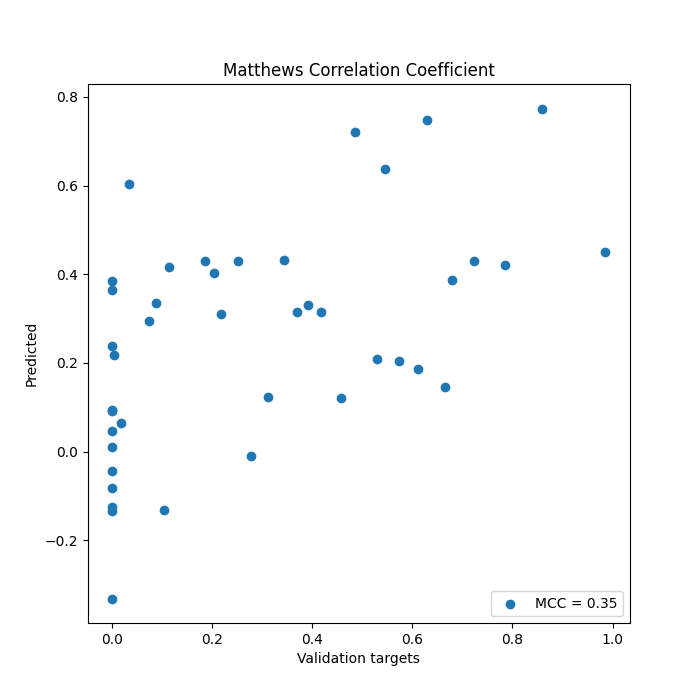 Matthews Correlation Coefficient
0.8
0.6
0.4
0.2
0.0
−0.2
Predicted
MCC = 0.35
0.0 0.2 0.4 0.6 0.8 1.0
Validation targets